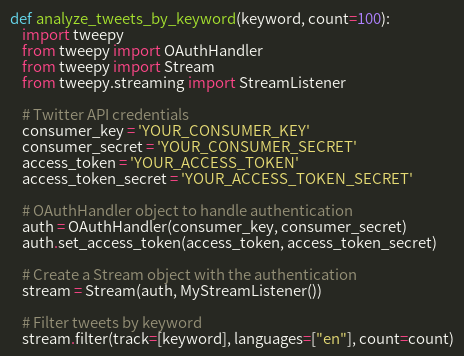 def analyze_tweets_by_keyword(keyword, count=100):
import tweepy
from tweepy import OAuthHandler
from tweepy import Stream
from tweepy.streaming import StreamListener
# Twitter API credentials
consumer_key = 'YOUR_CONSUMER_KEY'
consumer_secret = 'YOUR_CONSUMER_SECRET'
access_token = 'YOUR_ACCESS_TOKEN'
access_token_secret = 'YOUR_ACCESS_TOKEN_SECRET'
# OAuthHandler object to handle authentication
auth = OAuthHandler(consumer_key, consumer_secret)
auth.set_access_token(access_token, access_token_secret)
# Create a Stream object with the authentication
stream = Stream(auth, MyStreamListener())
# Filter tweets by keyword
stream.filter(track=[keyword], languages=["en"], count=count)